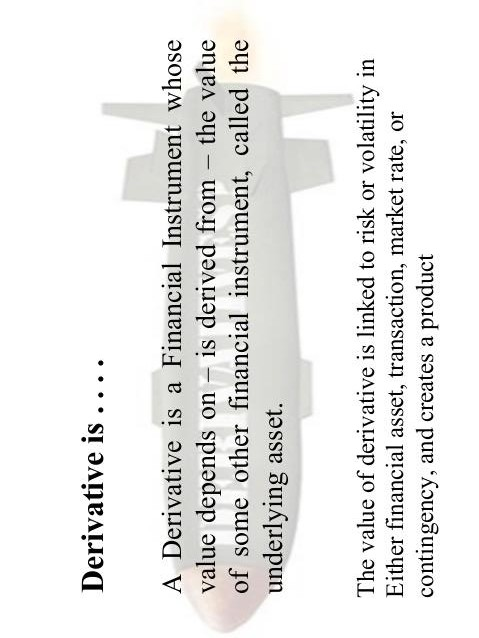 Derivative is . . . .
A Derivative is a Financial Instrument whose
value depends on – is derived from – the value
of some other financial instrument, called the
underlying asset.
The value of derivative is linked to risk or volatility in
Either financial asset, transaction, market rate, or
contingency, and creates a product